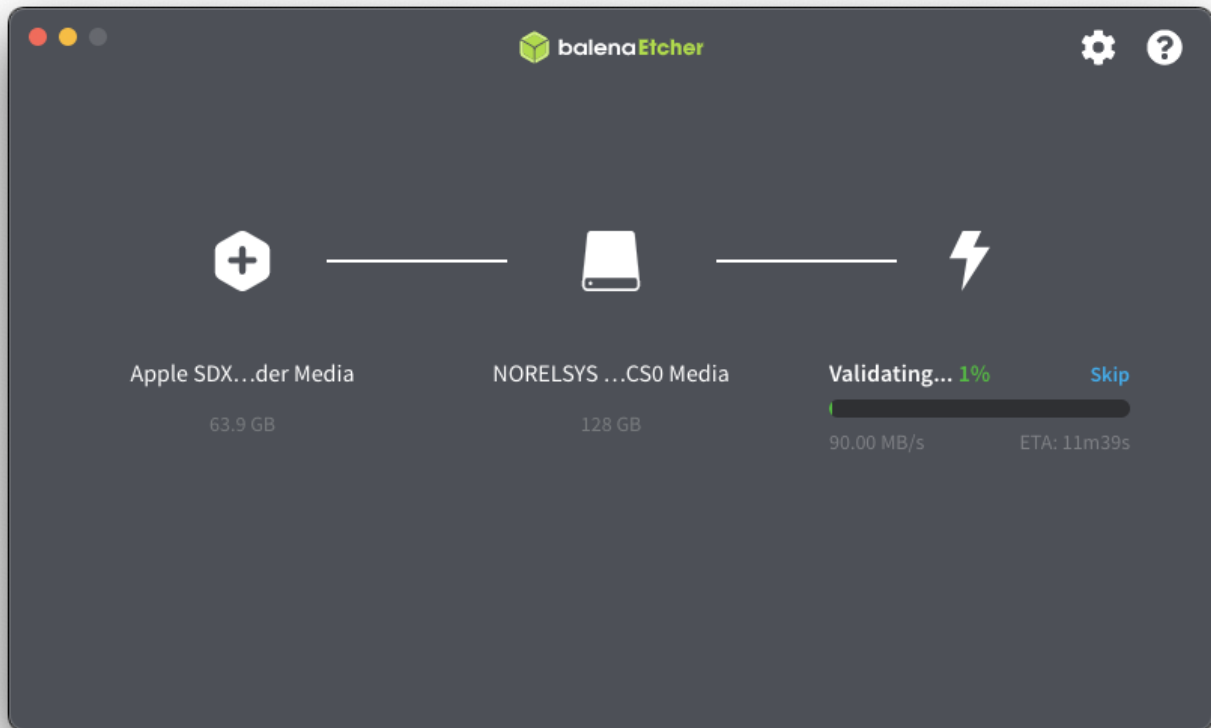 balenaEtcher
Apple SDX...der Media
63.9 GB
NORELSYS ...CS0 Media
128 GB
Validating... 1% Skip
90.00 MB/s ETA: 11m39s